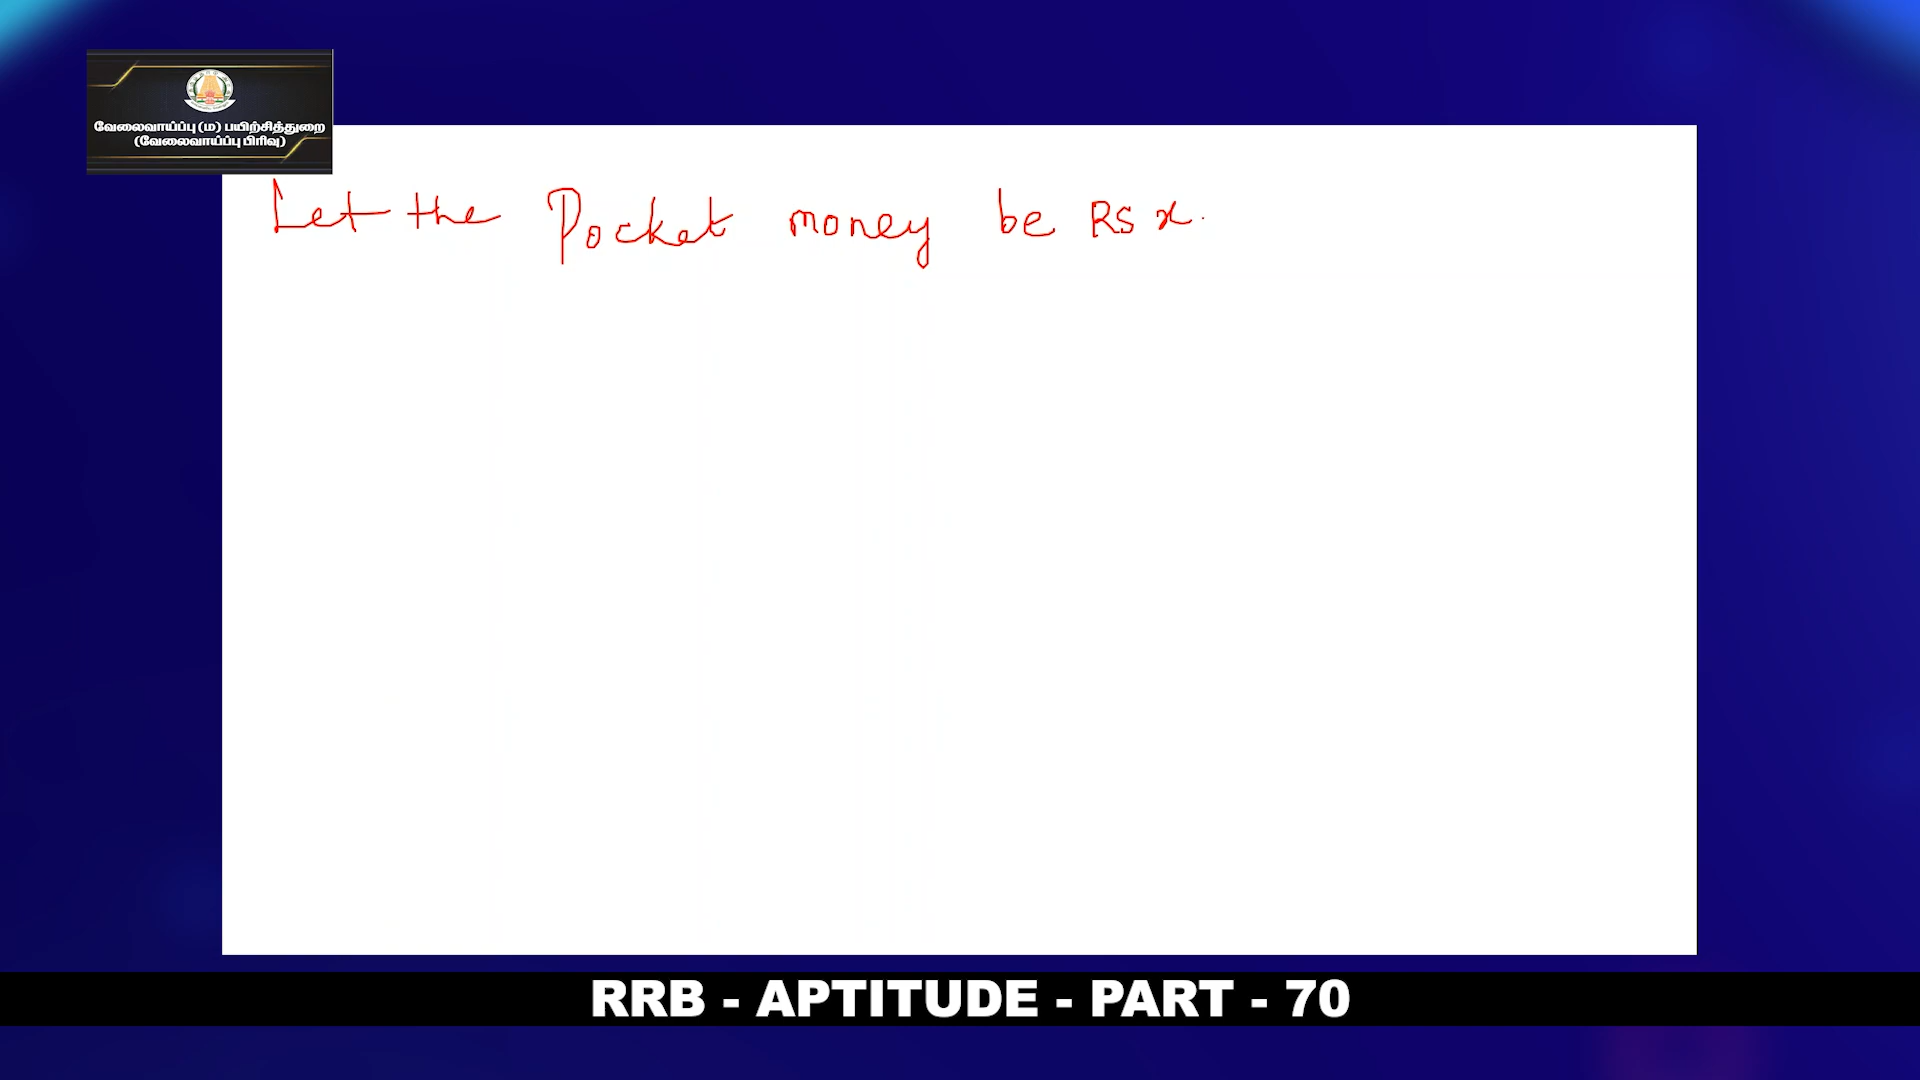 வேலைவாய்ப்பு (ம) பயிற்சித்துறை
(வேலைவாய்ப்பு பிரிவு)
Let the Pocket money be RS x.
RRB - APTITUDE - PART - 70